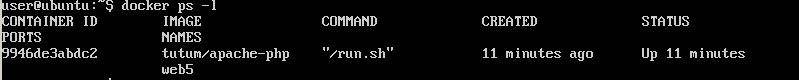 user@ubuntu:~$ docker ps -l
CONTAINER ID IMAGE COMMAND CREATED STATUS
PORTS NAMES
9946de3abdc2 tutum/apache-php "/run.sh" 11 minutes ago Up 11 minutes
web5